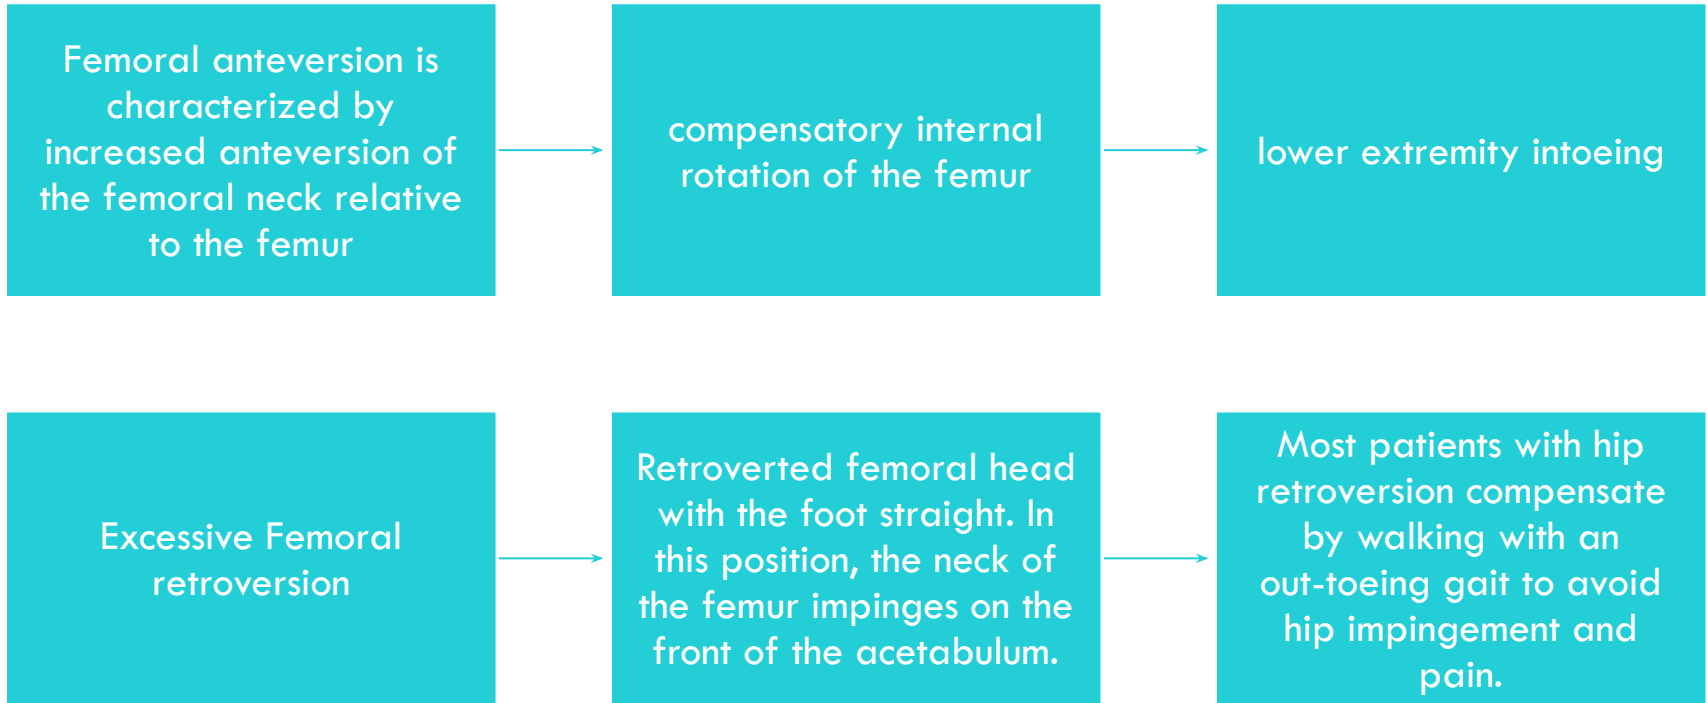 Femoral anteversion is
characterized by
increased anteversion of
the femoral neck relative
to the femur
compensatory internal
rotation of the femur
lower extremity intoeing
Excessive Femoral
retroversion
Retroverted femoral head
with the foot straight. In
this position, the neck of
the femur impinges on the
front of the acetabulum.
Most patients with hip
retroversion compensate
by walking with an
out-toeing gait to avoid
hip impingement and
pain.